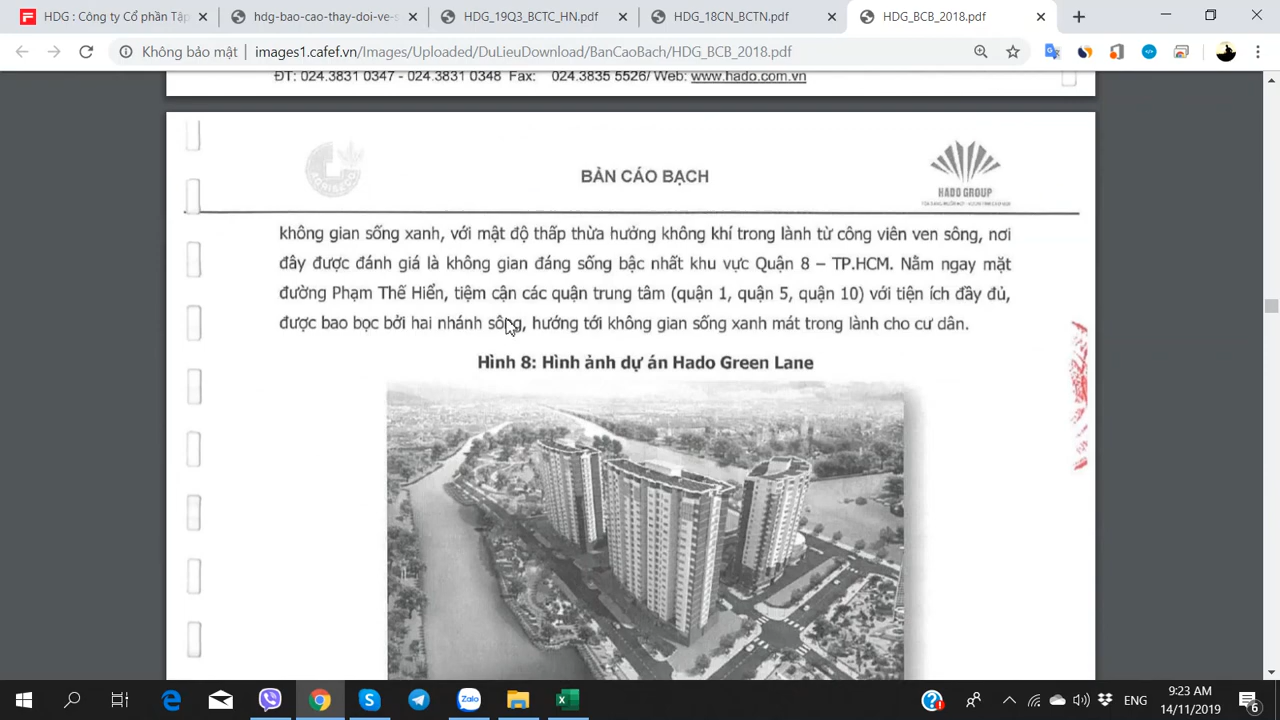 HDG : Công ty Cổ phần Tập
hdg-bao-cao-thay-doi-ve-s
HDG_19Q3_BCTC_HN.pdf
HDG_18CN_BCTN.pdf
HDG_BCB_2018.pdf
Không bảo mật
images1.cafef.vn/Images/Uploaded/DuLieuDownload/BanCaoBach/HDG_BCB_2018.pdf
ĐT: 024.3831 0347 - 024.3831 0348 Fax: 024.3835 5526/ Web: www.hado.com.vn
BẢN CÁO BẠCH
HADO GROUP
không gian sống xanh, với mật độ thấp thừa hưởng không khí trong lành từ công viên ven sông, nơi
đây được đánh giá là không gian đáng sống bậc nhất khu vực Quận 8 – TP.HCM. Nằm ngay mặt
đường Phạm Thế Hiển, tiệm cận các quận trung tâm (quận 1, quận 5, quận 10) với tiện ích đầy đủ,
được bao bọc bởi hai nhánh sông, hướng tới không gian sống xanh mát trong lành cho cư dân.
Hình 8: Hình ảnh dự án Hado Green Lane
Zalo
ENG
9:23 AM
14/11/2019
6